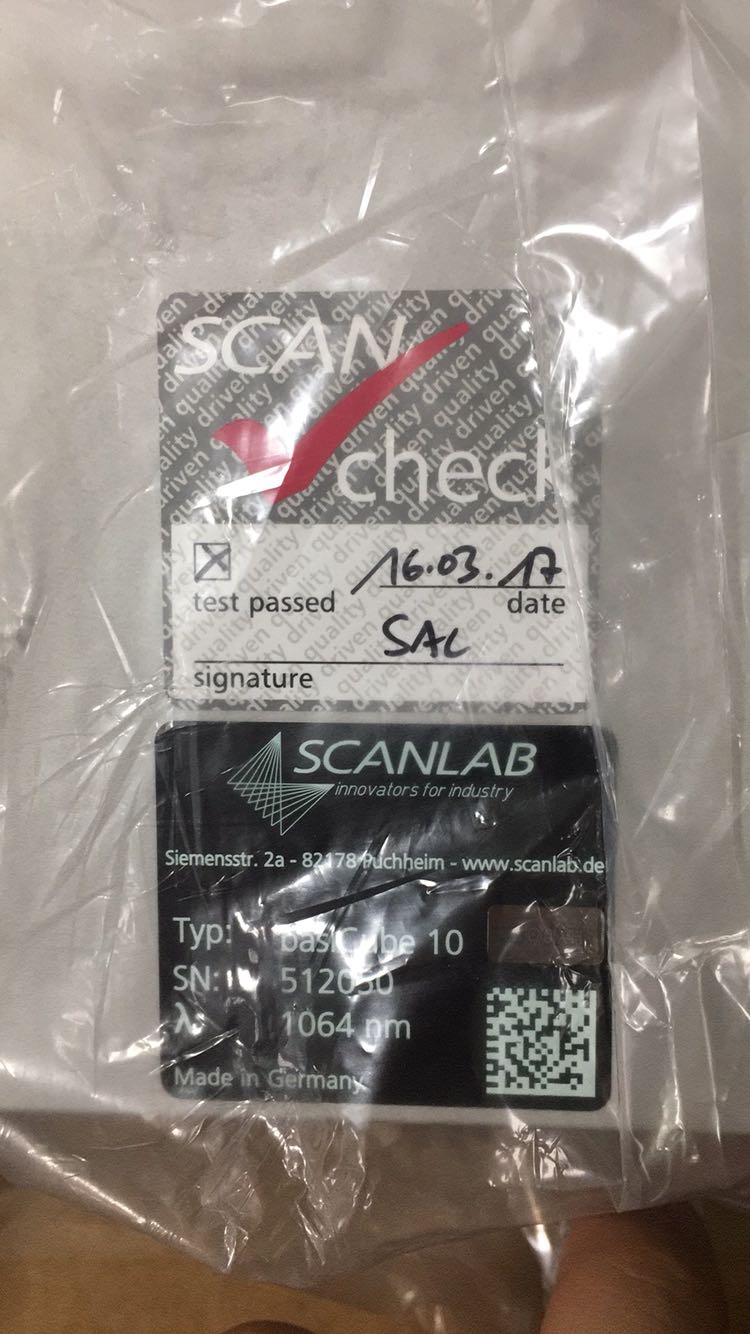 SCAN
check
test passed
16.03.17
date
SAL
signature
SCANLAB
innovators for industry
Siemensstr. 2a - 82178 Puchheim - www.scanlab.de
Typ: basiCube 10
SN:
λ: 1064 nm
Made in Germany